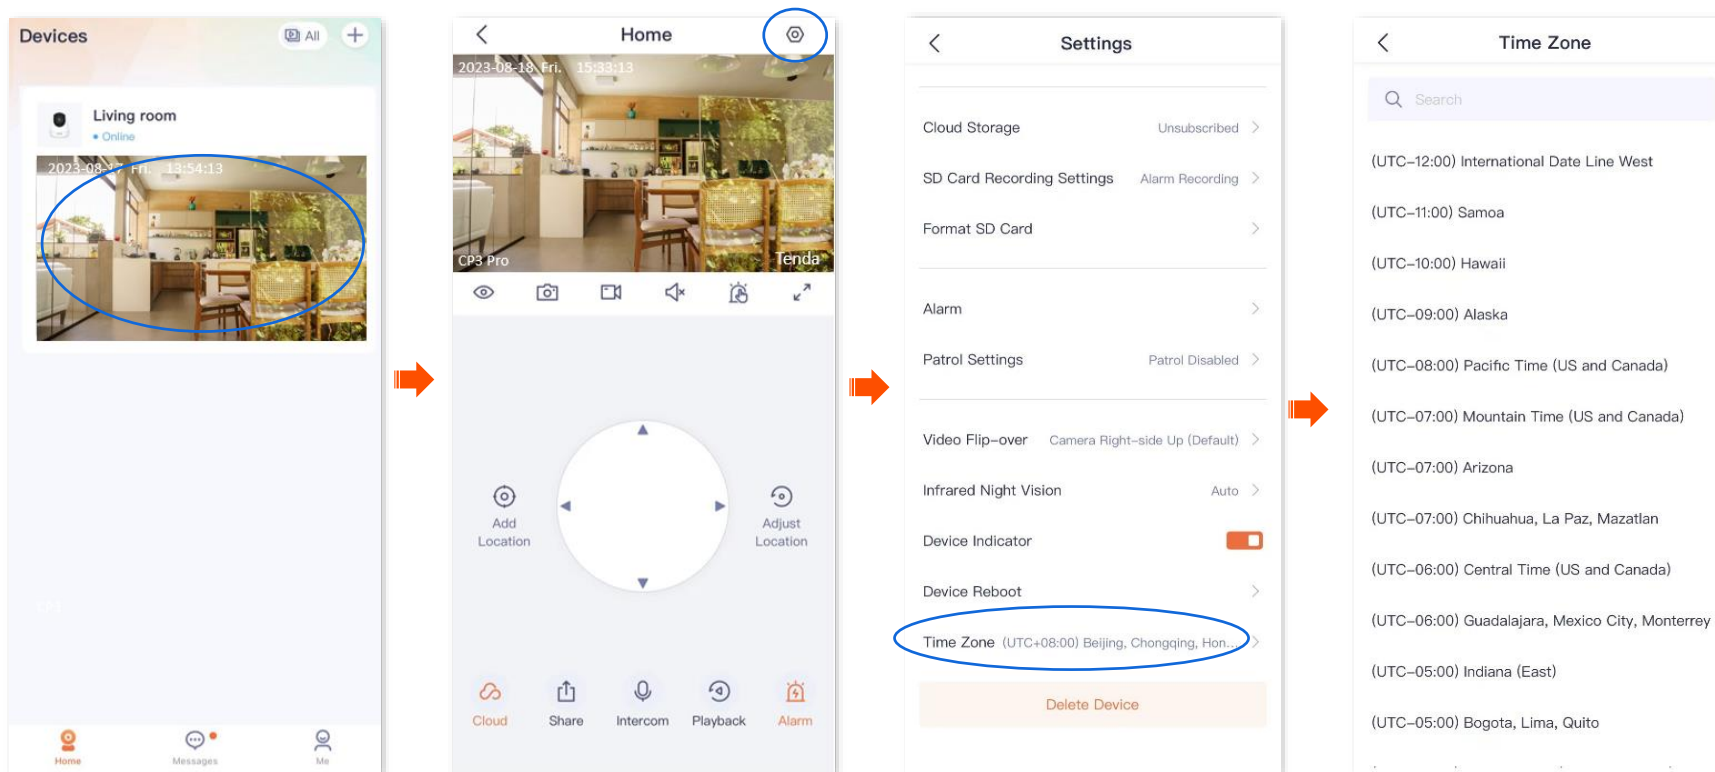 Devices
All
Living room
Online
2023-08-17 Fri. 13:54:13
CP3
Home
Messages
Me
Home
2023-08-18 Fri. 15:33:13
CP3 Pro
Tenda
Add
Location
Adjust
Location
Cloud
Share
Intercom
Playback
Alarm
Settings
Cloud Storage Unsubscribed
SD Card Recording Settings Alarm Recording
Format SD Card
Alarm
Patrol Settings Patrol Disabled
Video Flip-over Camera Right-side Up (Default)
Infrared Night Vision Auto
Device Indicator
Device Reboot
Time Zone (UTC+08:00) Beijing, Chongqing, Hon...
Delete Device
Time Zone
Search
(UTC-12:00) International Date Line West
(UTC-11:00) Samoa
(UTC-10:00) Hawaii
(UTC-09:00) Alaska
(UTC-08:00) Pacific Time (US and Canada)
(UTC-07:00) Mountain Time (US and Canada)
(UTC-07:00) Arizona
(UTC-07:00) Chihuahua, La Paz, Mazatlan
(UTC-06:00) Central Time (US and Canada)
(UTC-06:00) Guadalajara, Mexico City, Monterrey
(UTC-05:00) Indiana (East)
(UTC-05:00) Bogota, Lima, Quito